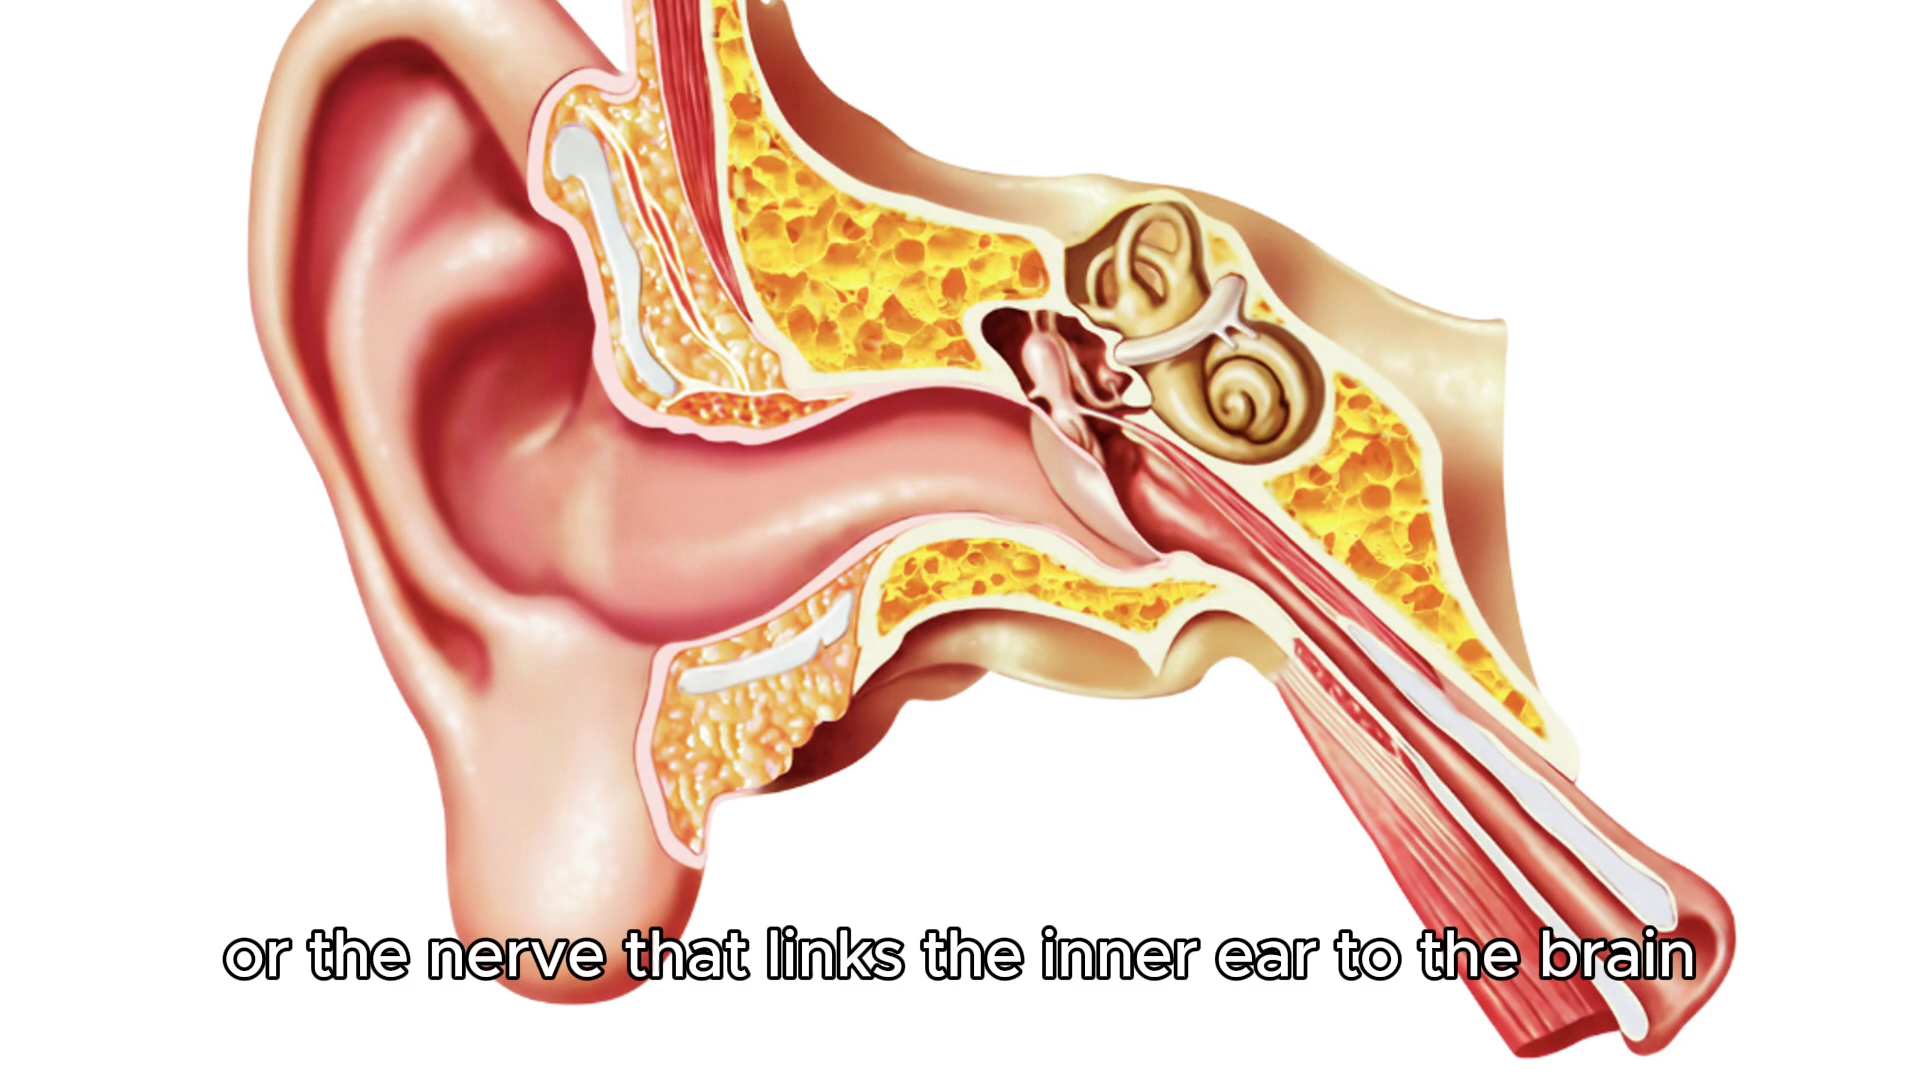 or the nerve that links the inner ear to the brain